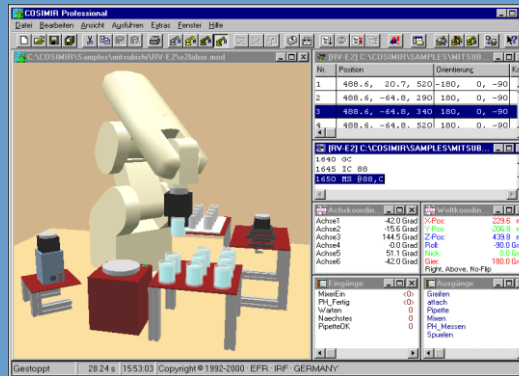 COSIMIR Professional
Datei Bearbeiten Ansicht Ausführen Extras Fenster Hilfe
C:\COSIMIR\Samples\mitsubishi\RV-E2\e2labor.mod
[RV-E2] C:\COSIMIR\SAMPLES\MITSUB...
Nr. Position Orientierung
1 488.6, 20.7, 520 -180, 0, -90
2 488.6, -64.8, 290 180, 0, -90
3 488.6, -64.8, 340 180, 0, -90
4 488.6, -64.8, 520 180, 0, -90
[RV-E2] C:\COSIMIR\SAMPLES\MITSUB...
1640 GC
1645 IC 88
1650 MS @88,C
Achskoordin...
Achse1 -42.0 Grad
Achse2 -15.6 Grad
Achse3 144.5 Grad
Achse4 -0.0 Grad
Achse5 51.1 Grad
Achse6 -42.0 Grad
Weltkoordin...
X-Pos: 229.6
Y-Pos: -206.8
Z-Pos: 439.8
Roll: -90.0 Gr
Nick: 0.0 Gr
Gier: 180.0 Gr
Right, Above, No-Flip
Eingänge
MixerEin <0>
PH_Fertig <0>
Warten 0
Naechstes 0
PipetteOK 0
Ausgänge
Greifen
attach
Pipette
Mixen
PH_Messen
Spuelen
Gestoppt 28.24 s 15:53:03 Copyright © 1992-2000 · EFR · IRF · GERMANY